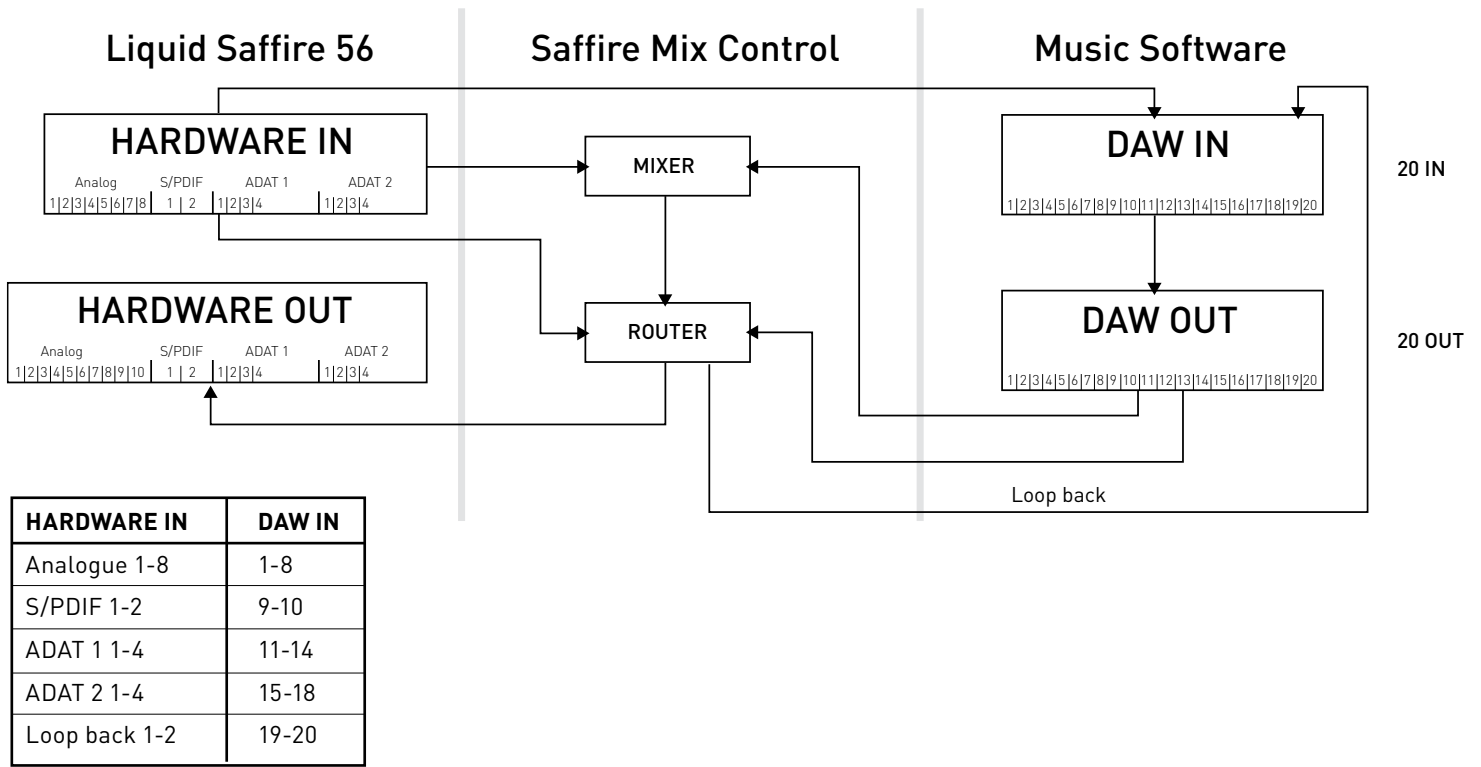 Liquid Saffire 56
Saffire Mix Control
Music Software
HARDWARE IN
Analog S/PDIF ADAT 1 ADAT 2
1|2|3|4|5|6|7|8 1 | 2 1|2|3|4 1|2|3|4
MIXER
DAW IN
1|2|3|4|5|6|7|8|9|10|11|12|13|14|15|16|17|18|19|20
20 IN
HARDWARE OUT
Analog S/PDIF ADAT 1 ADAT 2
1|2|3|4|5|6|7|8|9|10 1 | 2 1|2|3|4 1|2|3|4
ROUTER
DAW OUT
1|2|3|4|5|6|7|8|9|10|11|12|13|14|15|16|17|18|19|20
20 OUT
Loop back
HARDWARE IN DAW IN
Analogue 1-8 1-8
S/PDIF 1-2 9-10
ADAT 1 1-4 11-14
ADAT 2 1-4 15-18
Loop back 1-2 19-20